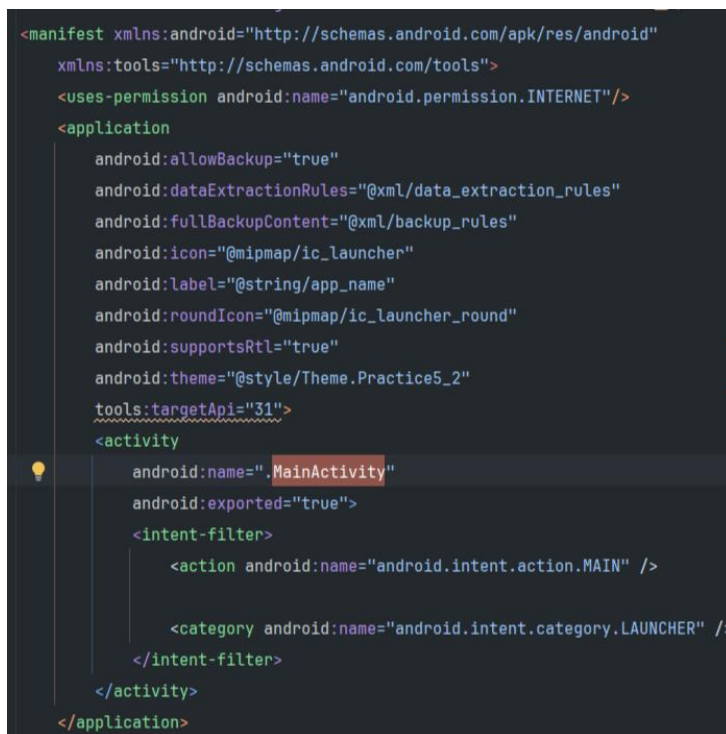 <manifest xmlns:android="http://schemas.android.com/apk/res/android"
xmlns:tools="http://schemas.android.com/tools">
<uses-permission android:name="android.permission.INTERNET"/>
<application
android:allowBackup="true"
android:dataExtractionRules="@xml/data_extraction_rules"
android:fullBackupContent="@xml/backup_rules"
android:icon="@mipmap/ic_launcher"
android:label="@string/app_name"
android:roundIcon="@mipmap/ic_launcher_round"
android:supportsRtl="true"
android:theme="@style/Theme.Practice5_2"
tools:targetApi="31">
<activity
android:name=".MainActivity"
android:exported="true">
<intent-filter>
<action android:name="android.intent.action.MAIN" />
<category android:name="android.intent.category.LAUNCHER" /
</intent-filter>
</activity>
</application>